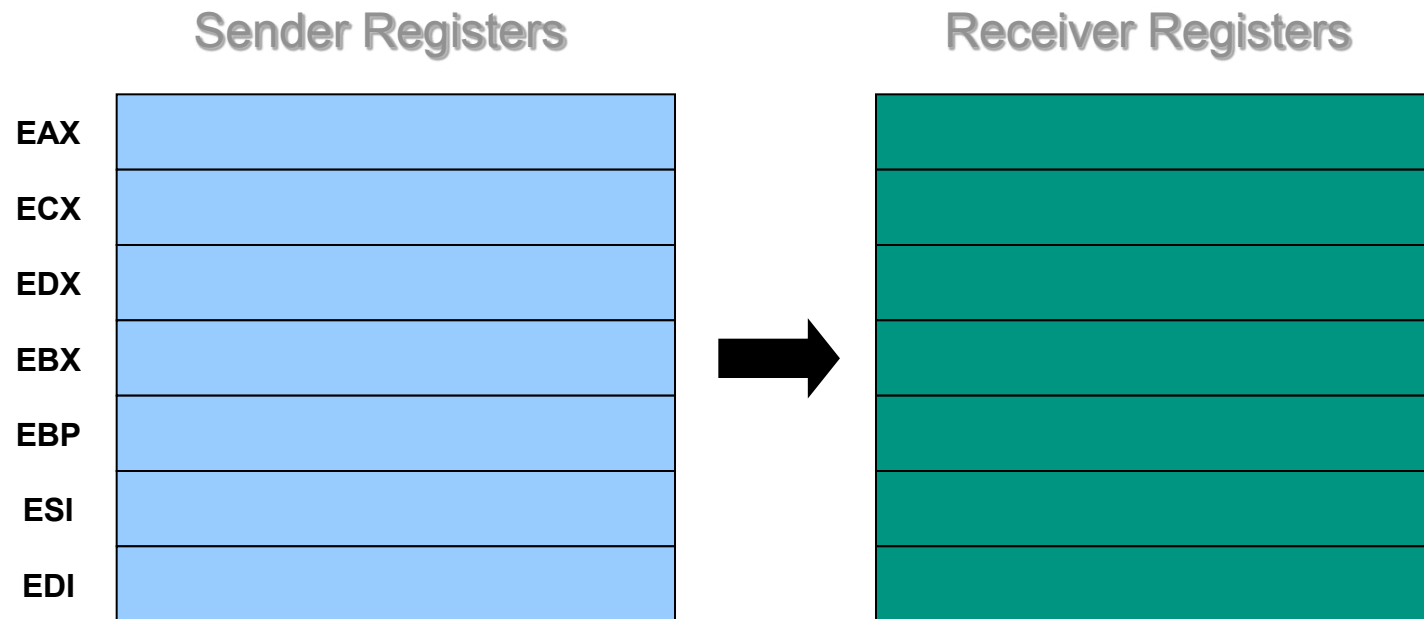 Sender Registers
Receiver Registers
EAX
ECX
EDX
EBX
EBP
ESI
EDI